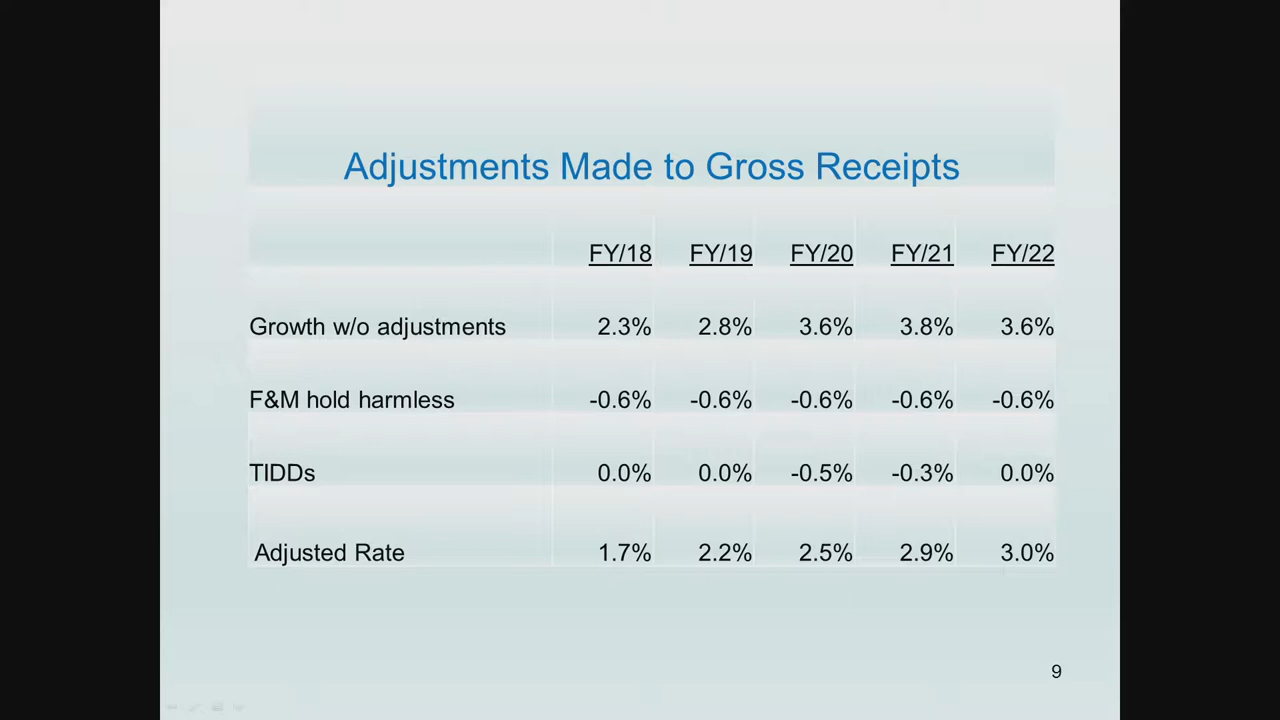 Adjustments Made to Gross Receipts
FY/18 FY/19 FY/20 FY/21 FY/22
Growth w/o adjustments 2.3% 2.8% 3.6% 3.8% 3.6%
F&M hold harmless -0.6% -0.6% -0.6% -0.6% -0.6%
TIDDs 0.0% 0.0% -0.5% -0.3% 0.0%
Adjusted Rate 1.7% 2.2% 2.5% 2.9% 3.0%
9